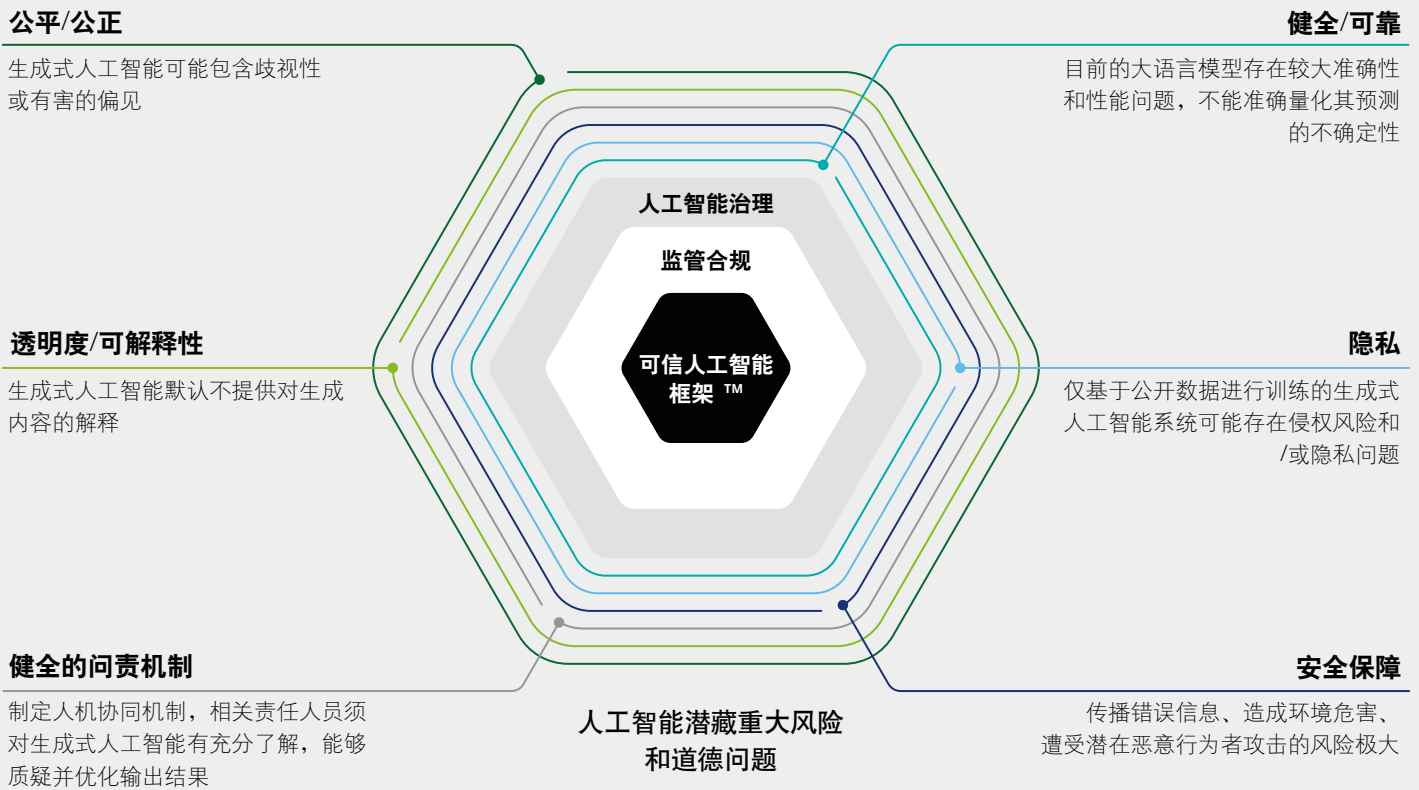 公平/公正
生成式人工智能可能包含歧视性
或有害的偏见
健全/可靠
目前的大语言模型存在较大准确性
和性能问题，不能准确量化其预测
的不确定性
人工智能治理
监管合规
可信人工智能
框架 ™
透明度/可解释性
生成式人工智能默认不提供对生成
内容的解释
隐私
仅基于公开数据进行训练的生成式
人工智能系统可能存在侵权风险和
/或隐私问题
健全的问责机制
制定人机协同机制，相关责任人员须
对生成式人工智能有充分了解，能够
质疑并优化输出结果
人工智能潜藏重大风险
和道德问题
安全保障
传播错误信息、造成环境危害、
遭受潜在恶意行为者攻击的风险极大